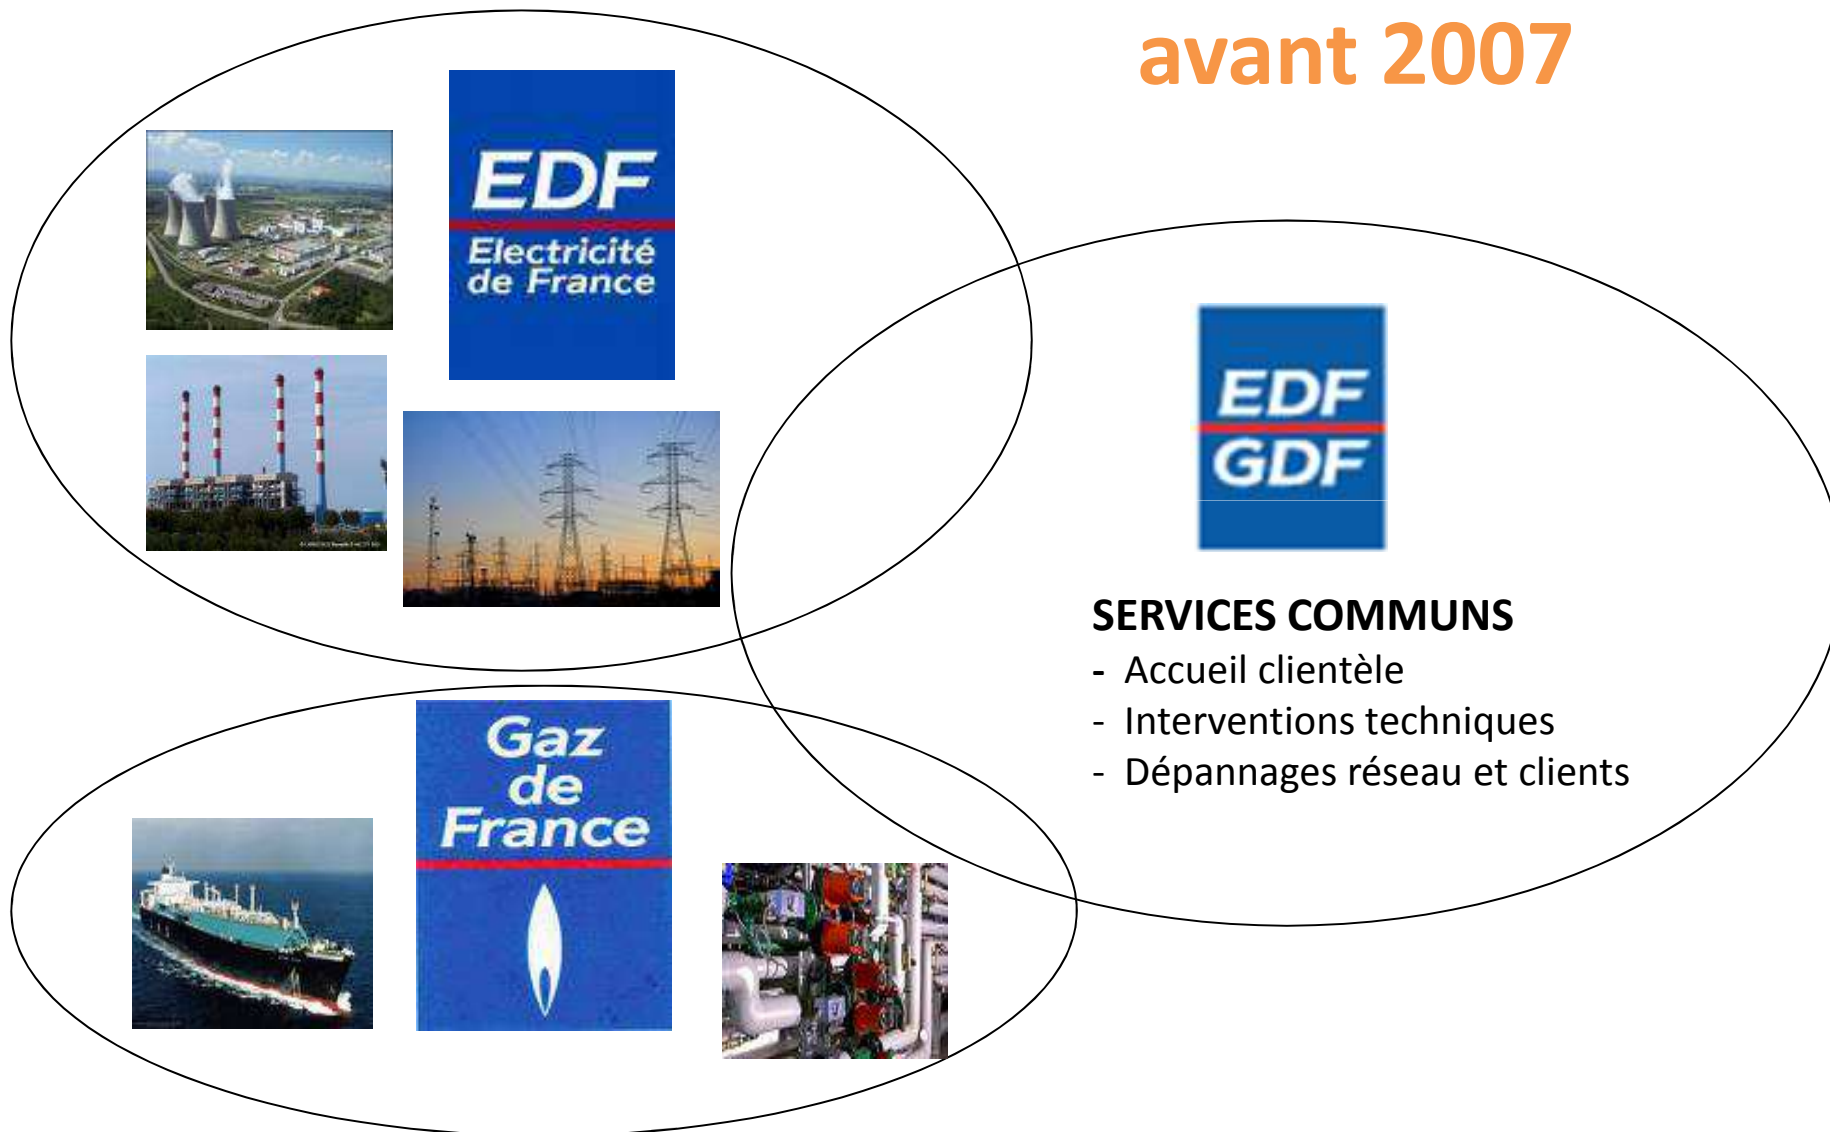 avant 2007
EDF
Electricité
de France
EDF
GDF
SERVICES COMMUNS
- Accueil clientèle
- Interventions techniques
- Dépannages réseau et clients
Gaz
de
France